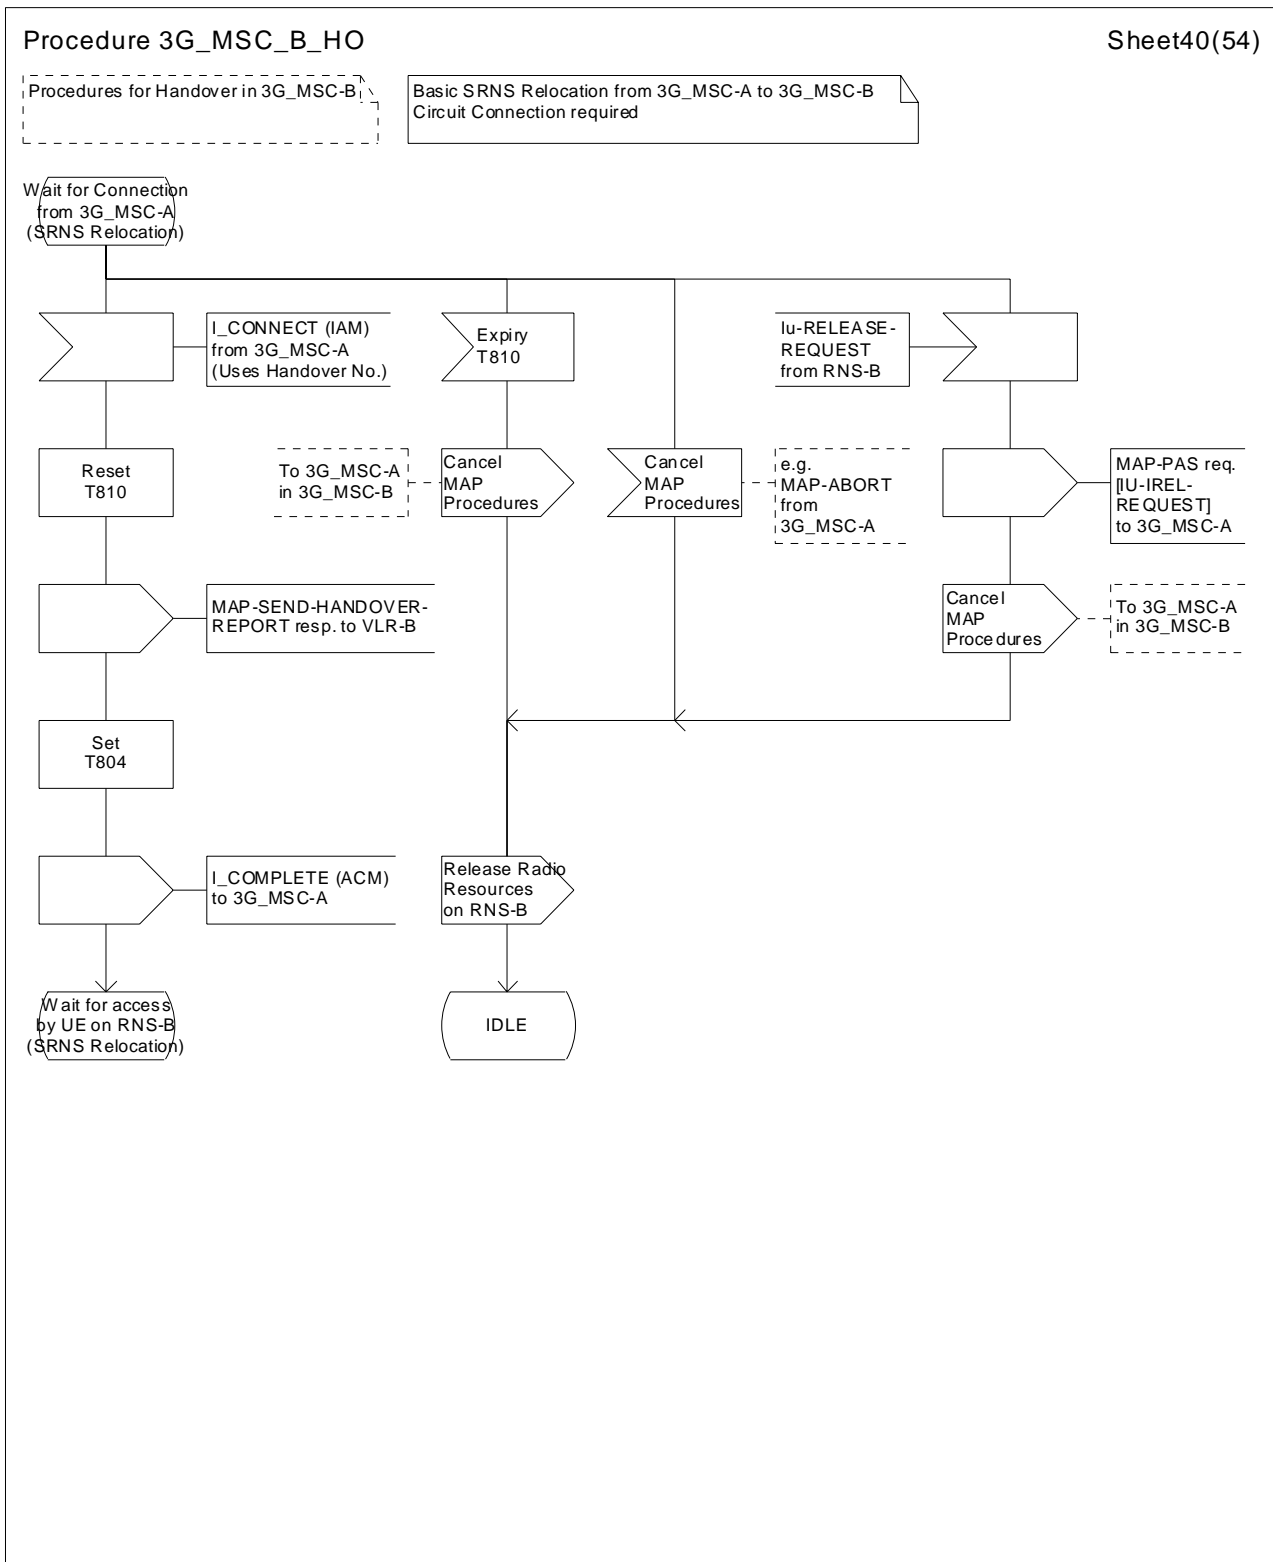 Procedure 3G_MSC_B_HO
Sheet40(54)
Procedures for Handover in 3G_MSC-B
Basic SRNS Relocation from 3G_MSC-A to 3G_MSC-B
Circuit Connection required
Wait for Connection
from 3G_MSC-A
(SRNS Relocation)
I_CONNECT (IAM)
from 3G_MSC-A
(Uses Handover No.)
Expiry
T810
Iu-RELEASE-
REQUEST
from RNS-B
Reset
T810
To 3G_MSC-A
in 3G_MSC-B
Cancel
MAP
Procedures
Cancel
MAP
Procedures
e.g.
MAP-ABORT
from
3G_MSC-A
MAP-PAS req.
[IU-IREL-
REQUEST]
to 3G_MSC-A
MAP-SEND-HANDOVER-
REPORT resp. to VLR-B
Cancel
MAP
Procedures
To 3G_MSC-A
in 3G_MSC-B
Set
T804
I_COMPLETE (ACM)
to 3G_MSC-A
Release Radio
Resources
on RNS-B
Wait for access
by UE on RNS-B
(SRNS Relocation)
IDLE